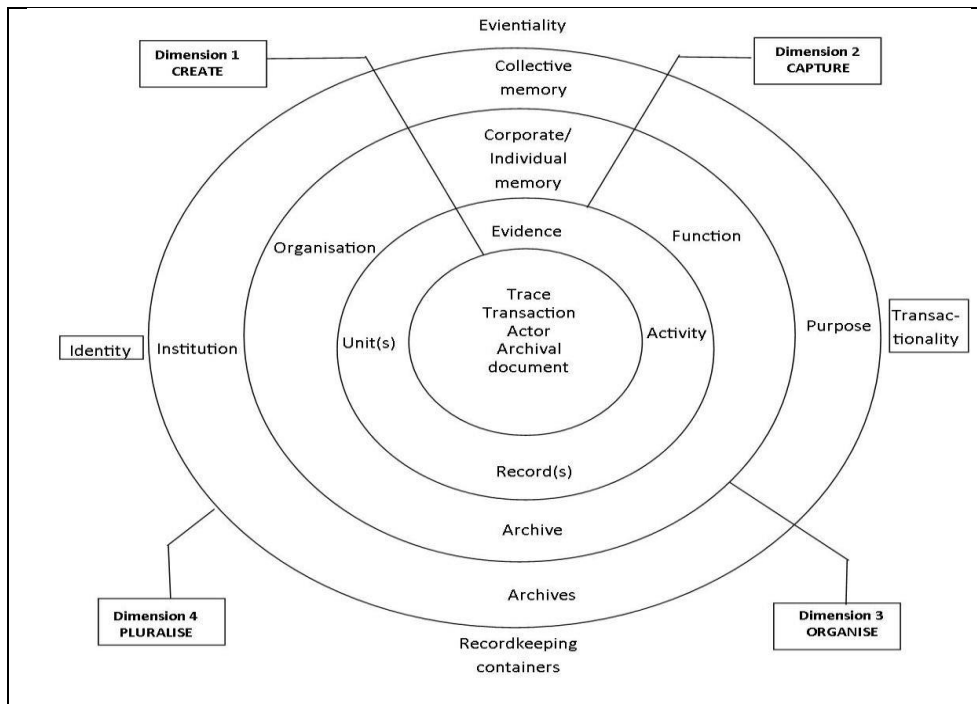 Evientiality
Dimension 1
CREATE
Dimension 2
CAPTURE
Collective
memory
Corporate/
Individual
memory
Evidence
Organisation
Function
Trace
Transaction
Actor
Archival
document
Unit(s)
Activity
Identity
Institution
Purpose
Transac-
tionality
Record(s)
Archive
Archives
Dimension 4
PLURALISE
Dimension 3
ORGANISE
Recordkeeping
containers